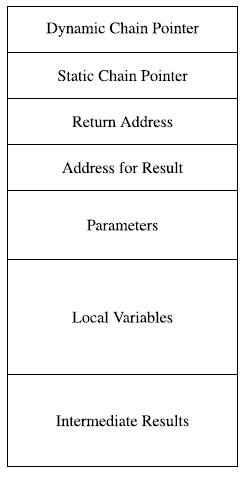 Dynamic Chain Pointer
Static Chain Pointer
Return Address
Address for Result
Parameters
Local Variables
Intermediate Results